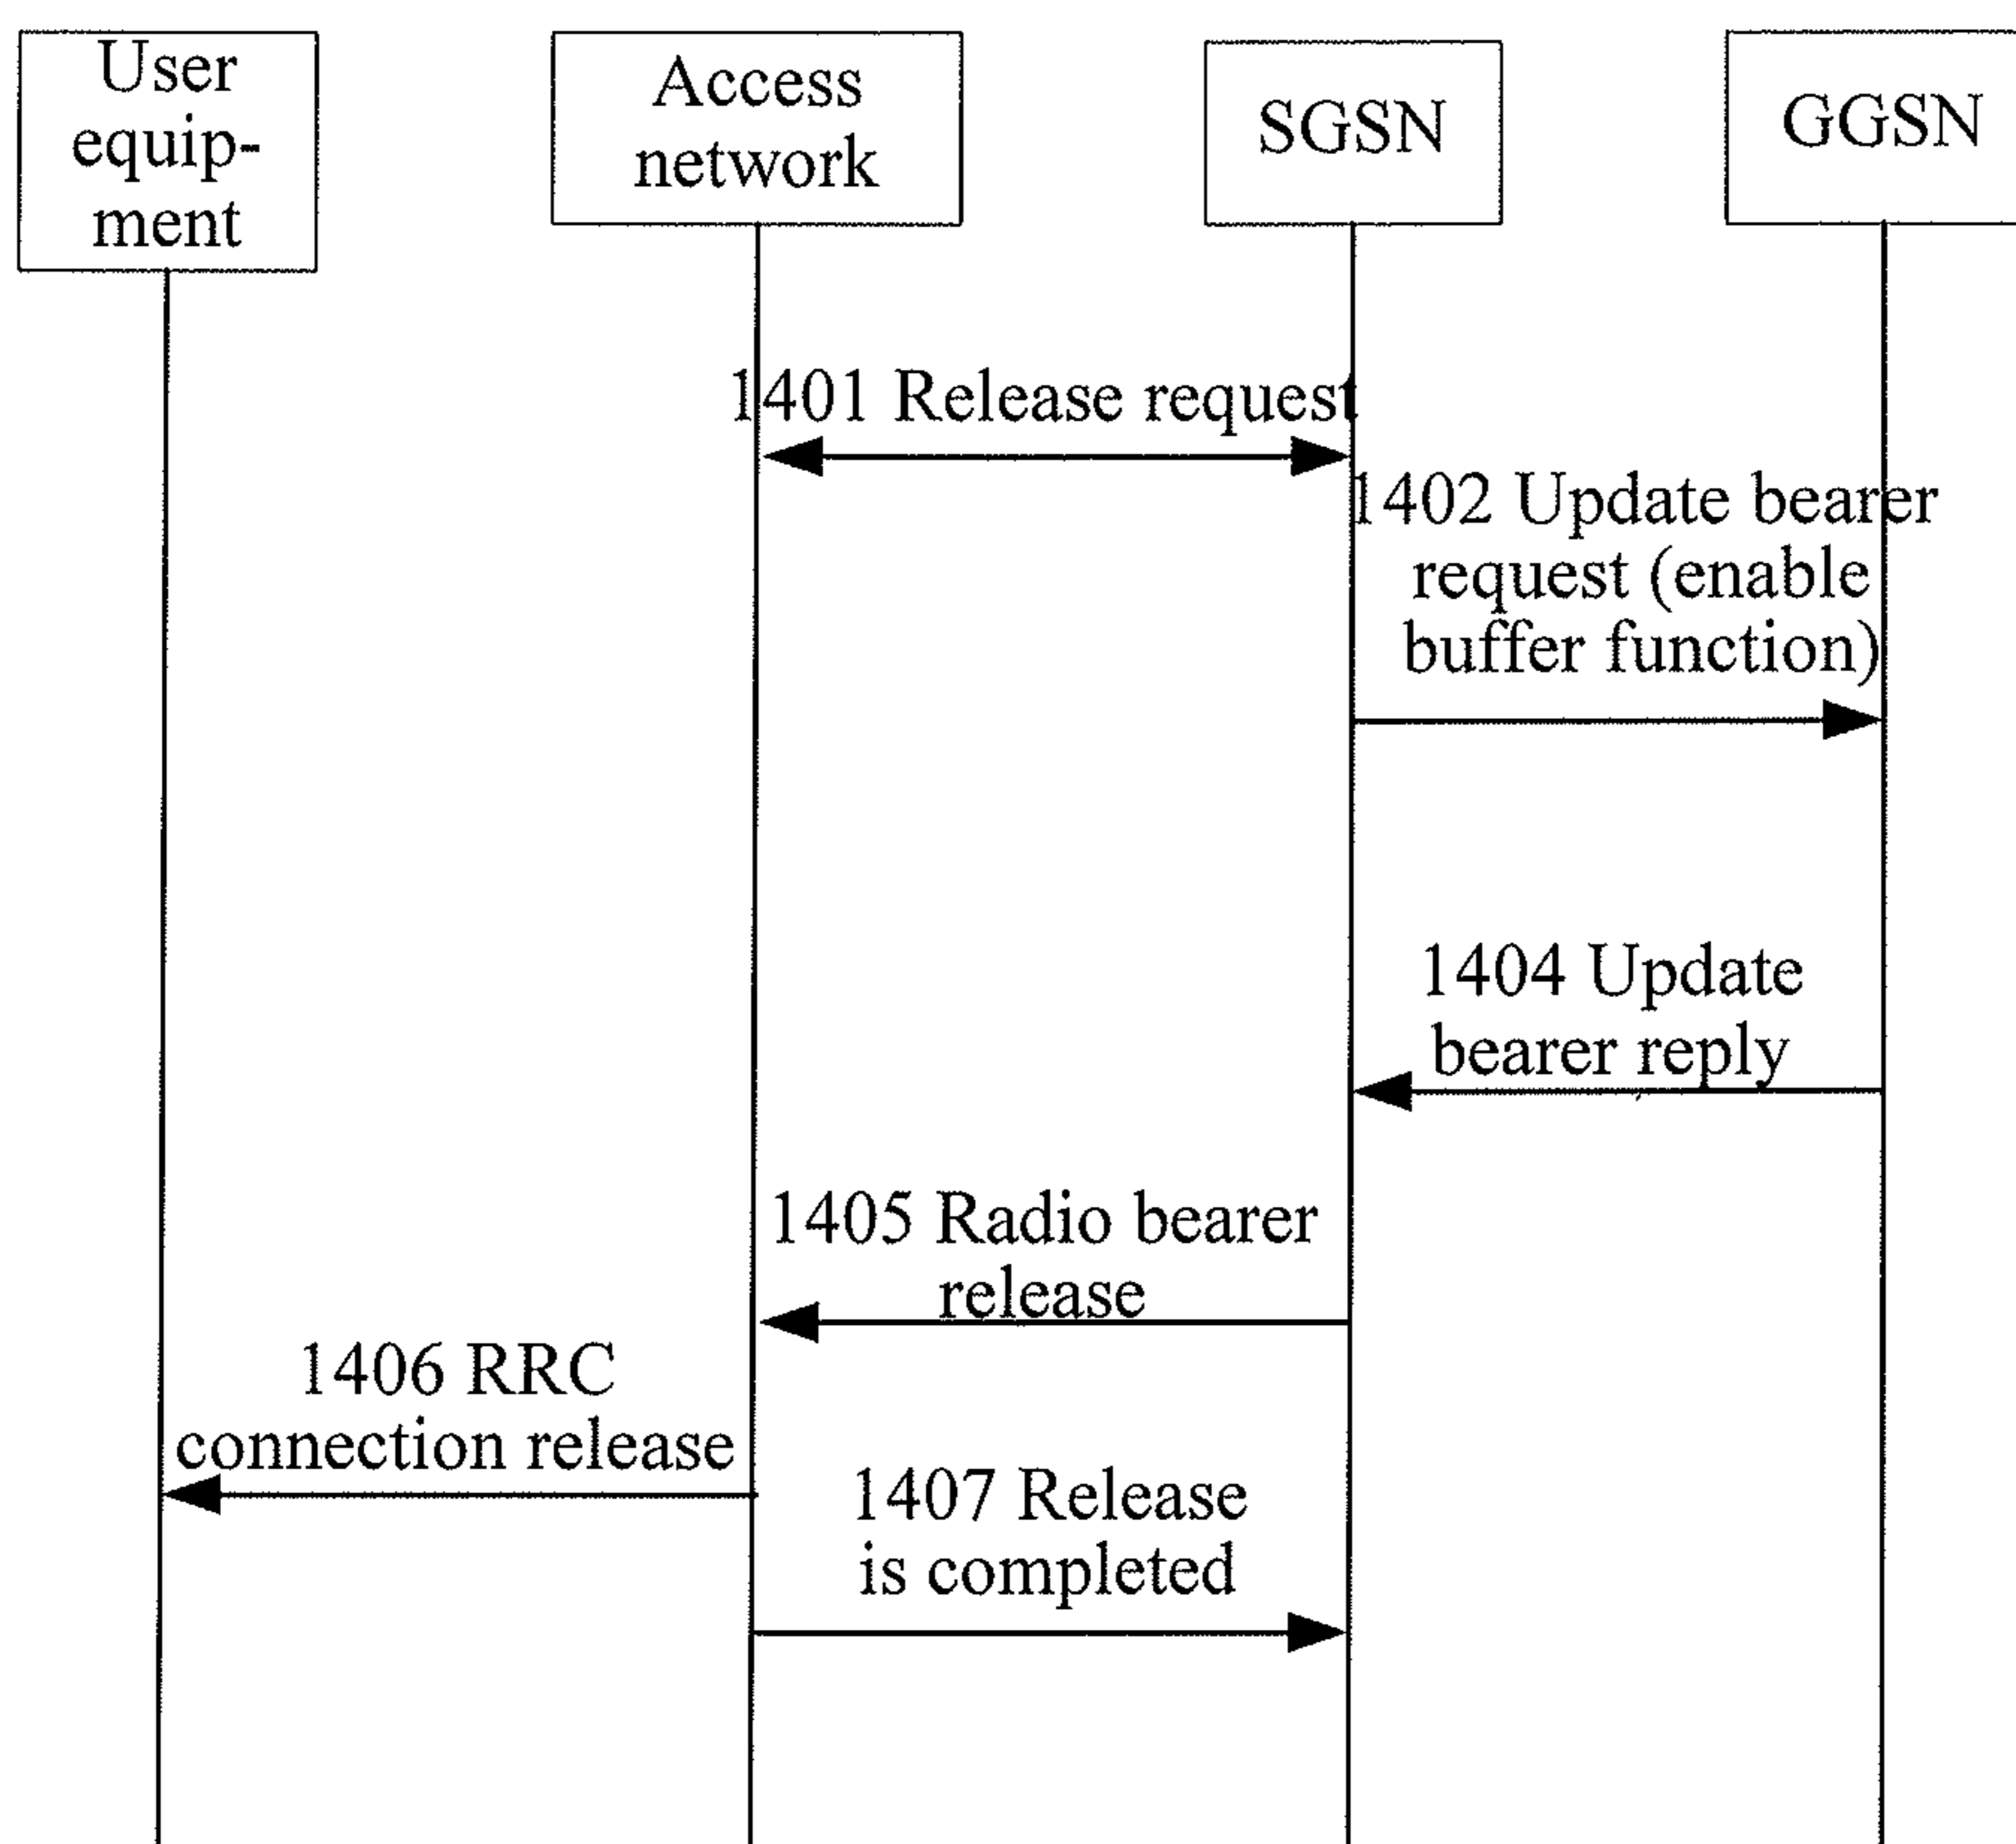 User
equip-
ment
Access
network
SGSN
GGSN
1401 Release request
1402 Update bearer
request (enable
buffer function)
1404 Update
bearer reply
1405 Radio bearer
release
1406 RRC
connection release
1407 Release
is completed